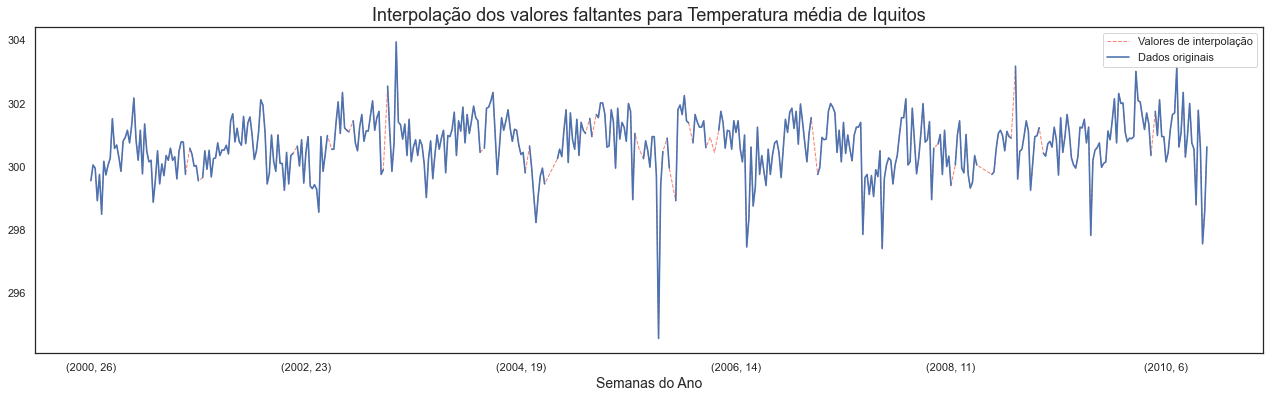 Interpolação dos valores faltantes para Temperatura média de Iquitos
304
302
300
298
296
Valores de interpolação
Dados originais
(2000, 26)
(2002, 23)
(2004, 19)
(2006, 14)
(2008, 11)
(2010, 6)
Semanas do Ano